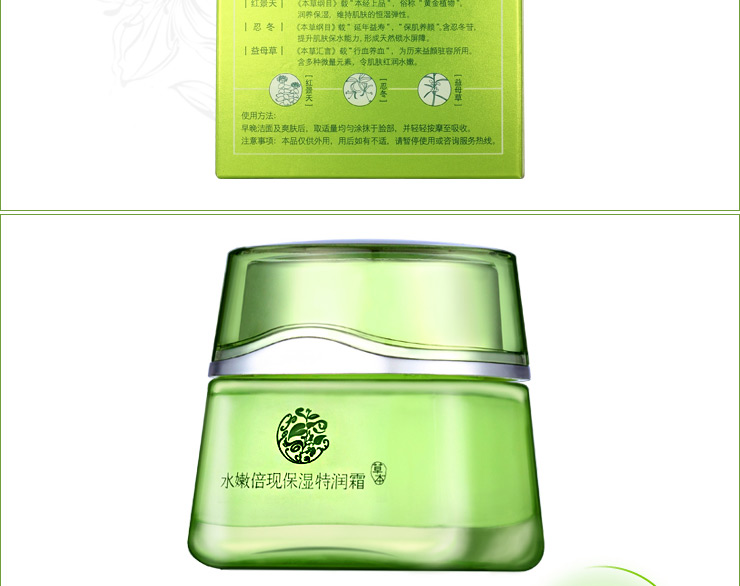 红景天 《本草纲目》载“本经上品”、俗称“黄金植物”,
润养保湿，维持肌肤的恒湿弹性。
忍冬 《本草纲目》载“延年益寿”、“保肌养颜”,含忍冬苷,
提升肌肤保水能力,形成天然概水屏障。
益母草 《本草汇言》载“行血养血”，为历来益颜驻容所用。
含多种微量元素，令肌肤红润水嫩。
红景天
忍冬
益母草
使用方法：
早晚洁面及爽肤后，取适量均匀涂抹于脸部，并轻轻按摩至吸收。
注意事项：本品仅供外用，用后如有不适，请暂停使用或咨询服务热线。
水嫩倍现保湿特润霜
草本